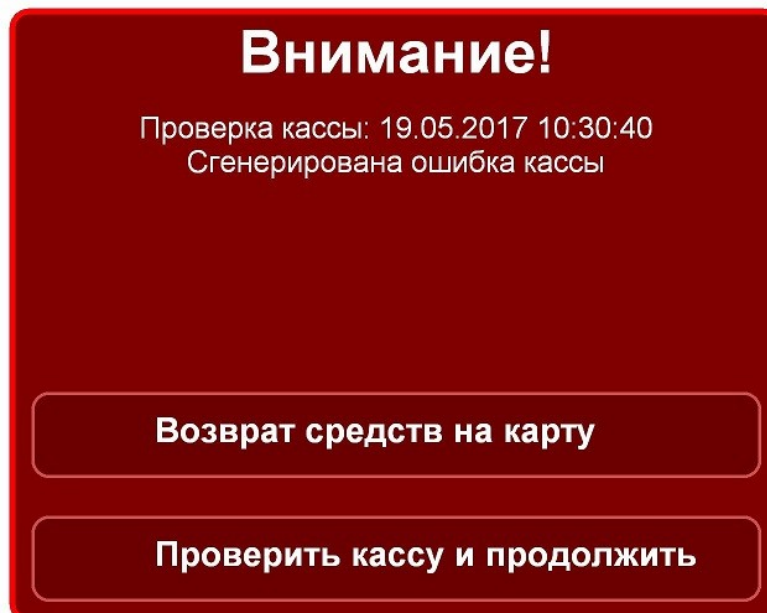 Внимание!
Проверка кассы: 19.05.2017 10:30:40
Сгенерирована ошибка кассы
Возврат средств на карту
Проверить кассу и продолжить